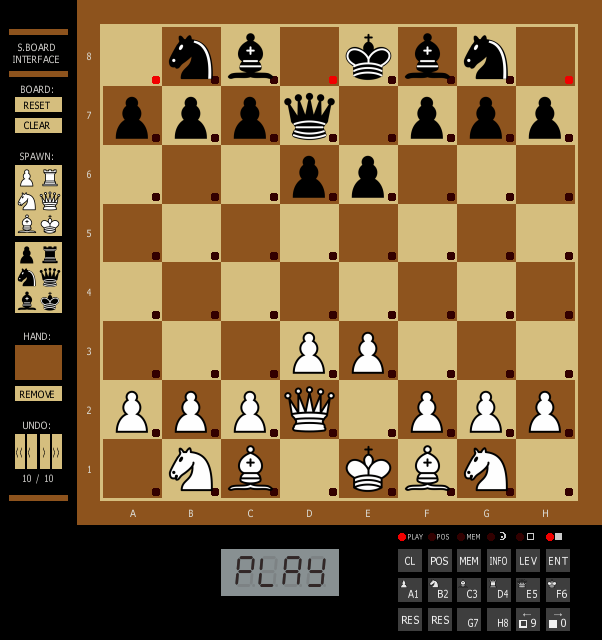 S.BOARD
INTERFACE
BOARD:
RESET
CLEAR
SPAWN:
HAND:
REMOVE
UNDO:
⟨⟨ ⟨ ⟩ ⟩⟩
10 / 10
8
7
6
5
4
3
2
1
A B C D E F G H
PLAY
PLAY POS MEM
CL POS MEM INFO LEV ENT
A1 B2 C3 D4 E5 F6
RES RES G7 H8 ← 9 → 0